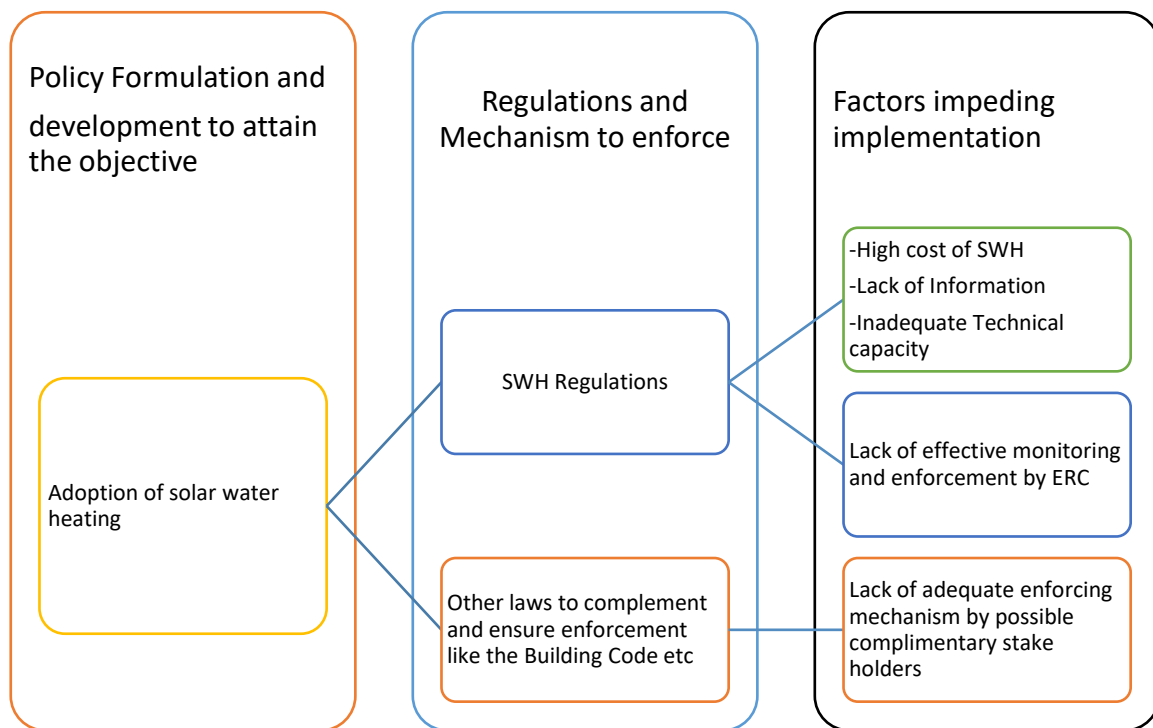 Policy Formulation and
development to attain
the objective
Adoption of solar water
heating
Regulations and
Mechanism to enforce
SWH Regulations
Other laws to complement
and ensure enforcement
like the Building Code etc
Factors impeding
implementation
-High cost of SWH
-Lack of Information
-Inadequate Technical
capacity
Lack of effective monitoring
and enforcement by ERC
Lack of adequate enforcing
mechanism by possible
complimentary stake
holders